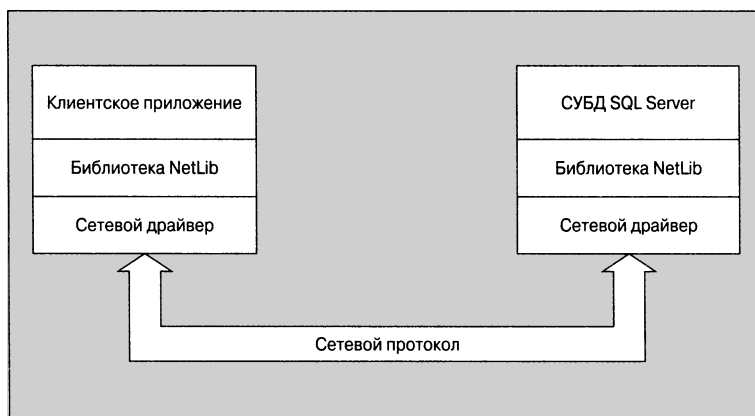 Клиентское приложение
Библиотека NetLib
Сетевой драйвер
СУБД SQL Server
Библиотека NetLib
Сетевой драйвер
Сетевой протокол